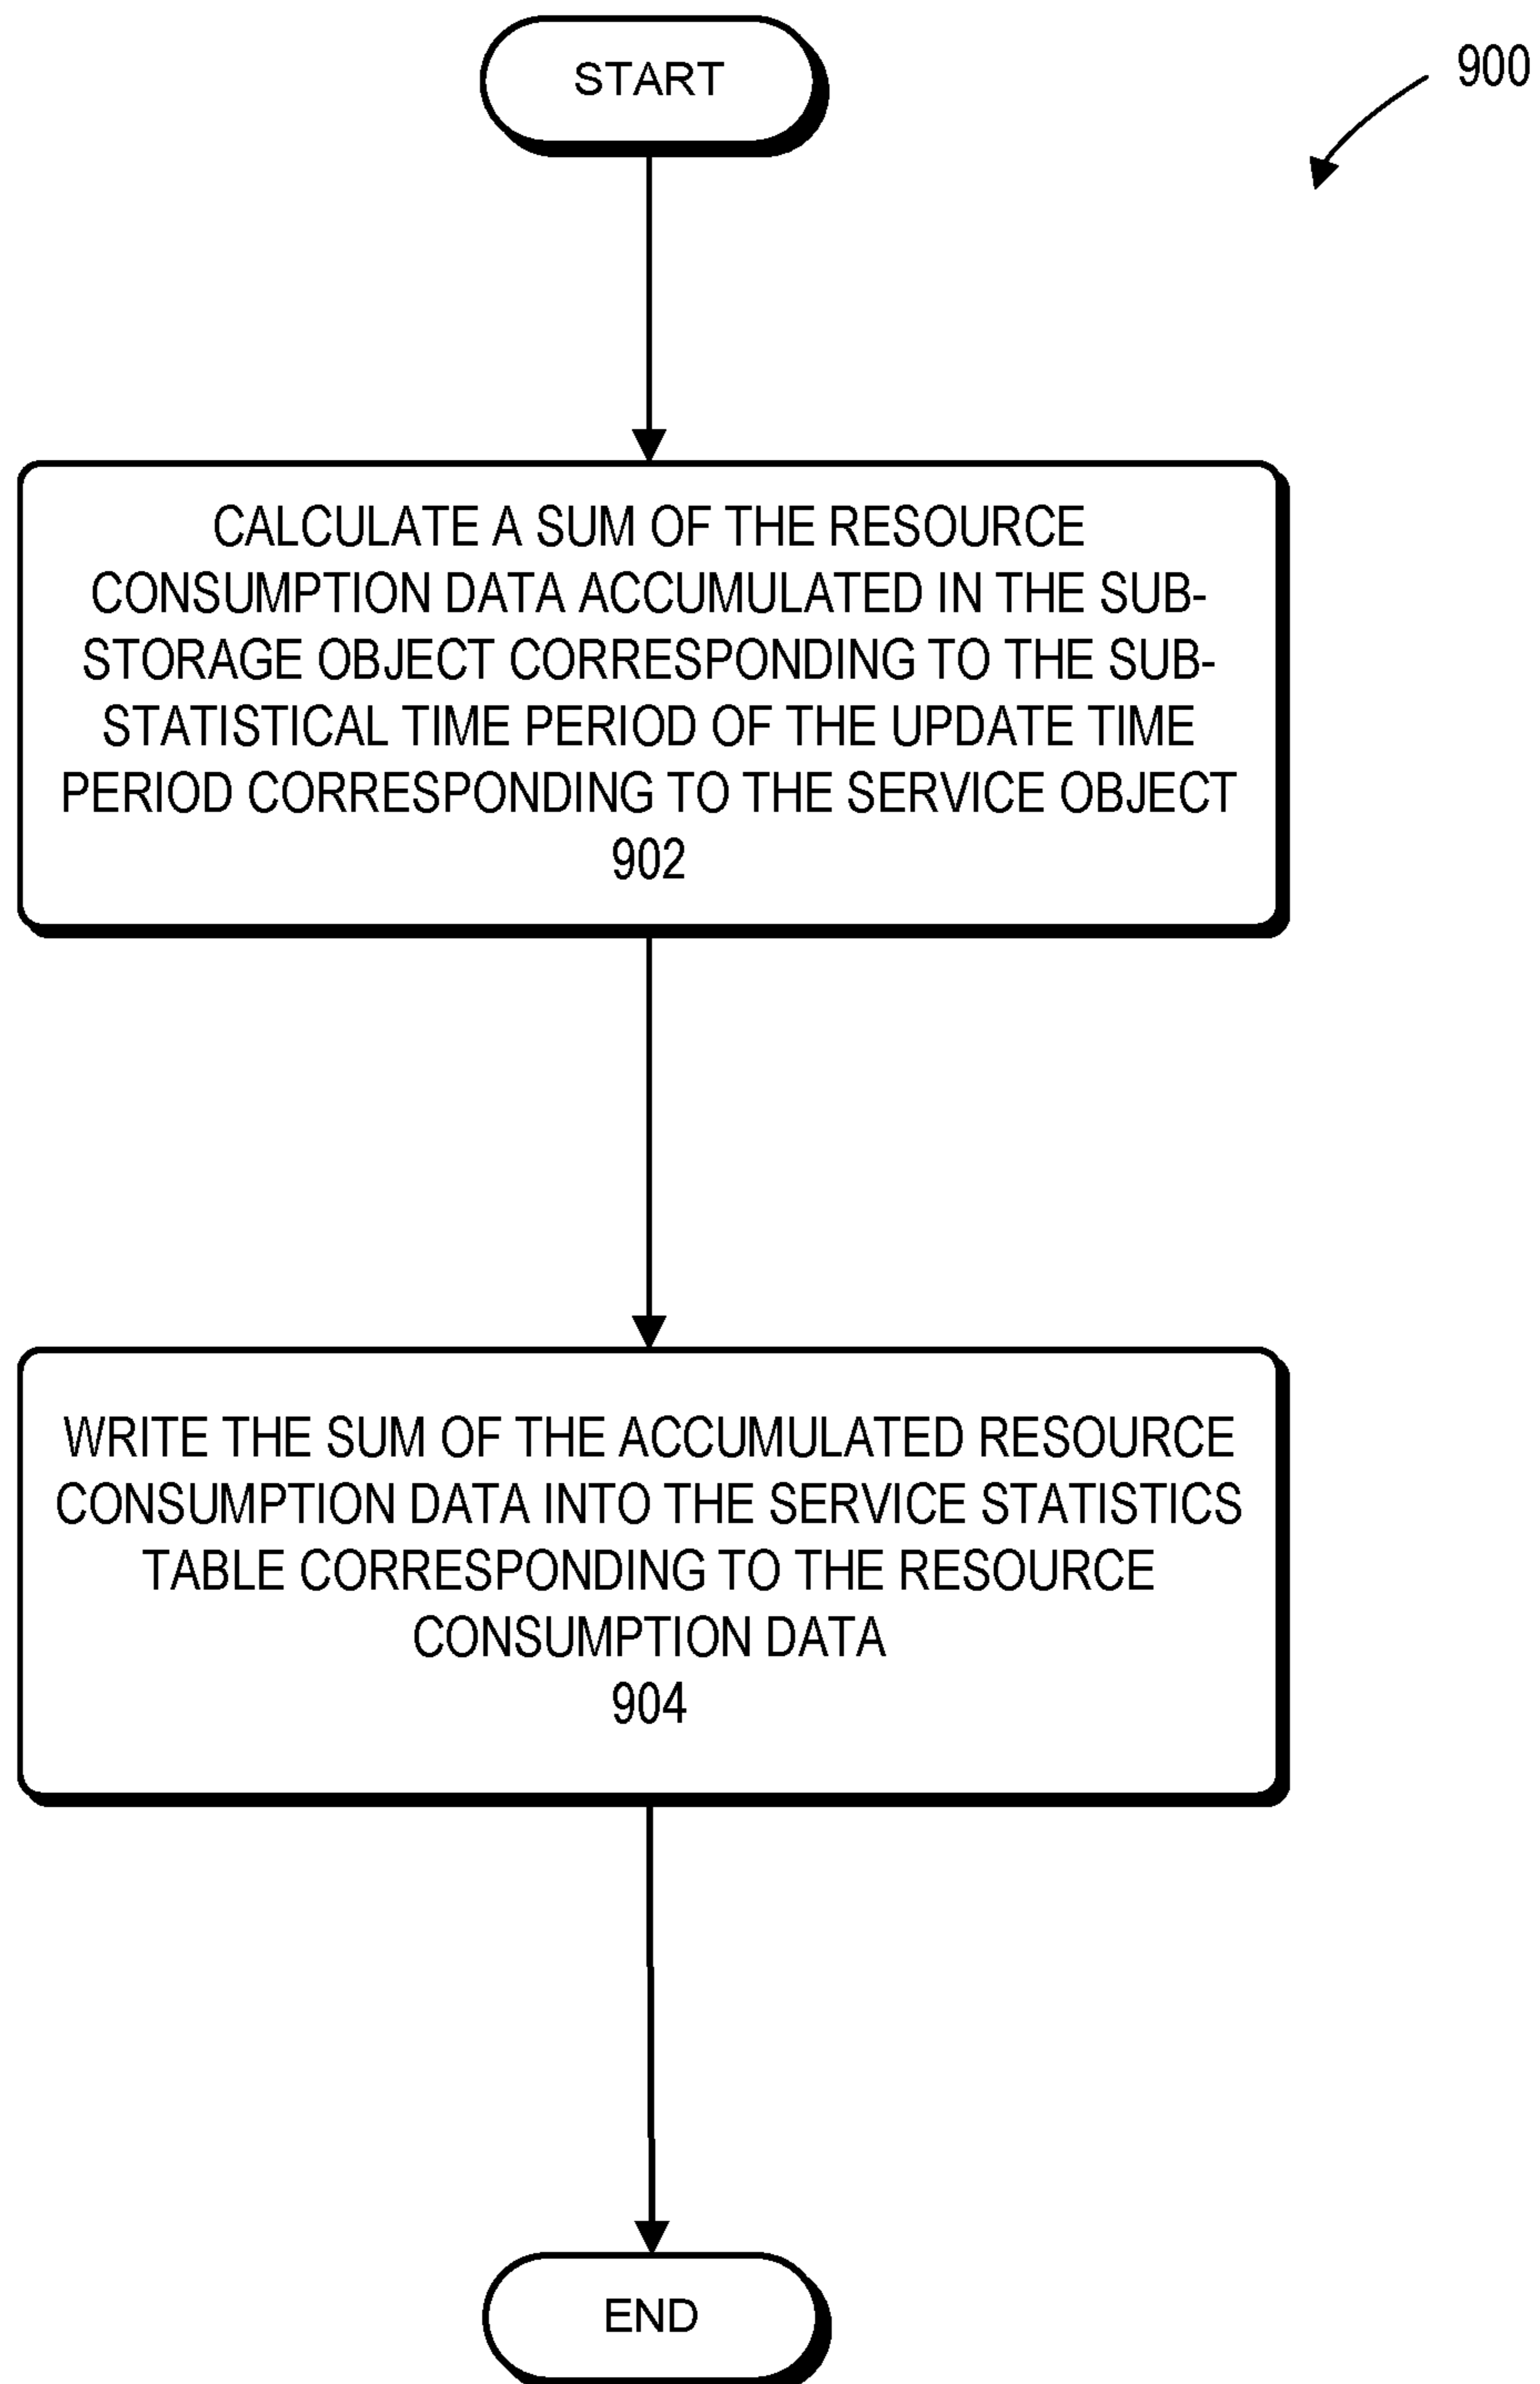 START
900
CALCULATE A SUM OF THE RESOURCE
CONSUMPTION DATA ACCUMULATED IN THE SUB-
STORAGE OBJECT CORRESPONDING TO THE SUB-
STATISTICAL TIME PERIOD OF THE UPDATE TIME
PERIOD CORRESPONDING TO THE SERVICE OBJECT
902
WRITE THE SUM OF THE ACCUMULATED RESOURCE
CONSUMPTION DATA INTO THE SERVICE STATISTICS
TABLE CORRESPONDING TO THE RESOURCE
CONSUMPTION DATA
904
END